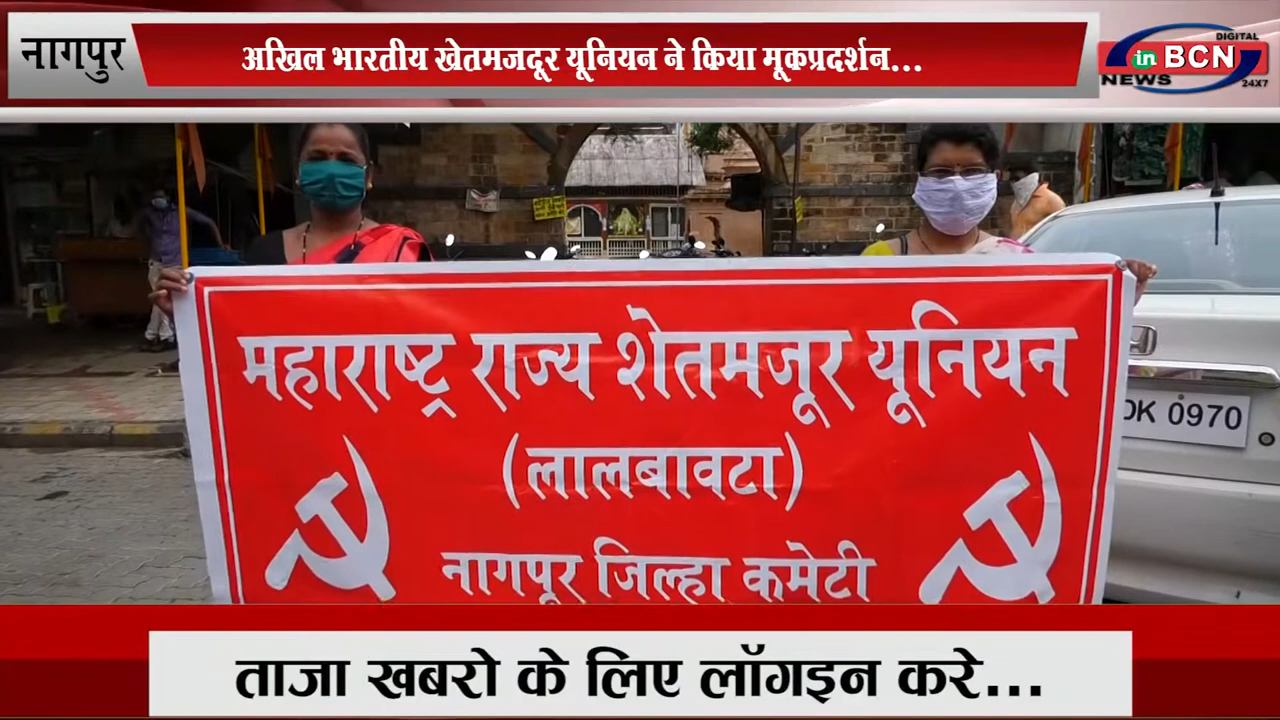 नागपुर
अखिल भारतीय खेतमजदूर यूनियन ने किया मूकप्रदर्शन...
DIGITAL
in BCN
NEWS
24X7
महाराष्ट्र राज्य शेतमजूर यूनियन
(लालबावटा)
नागपूर जिल्हा कमेटी
DK 0970
ताजा खबरो के लिए लॉगइन करे...